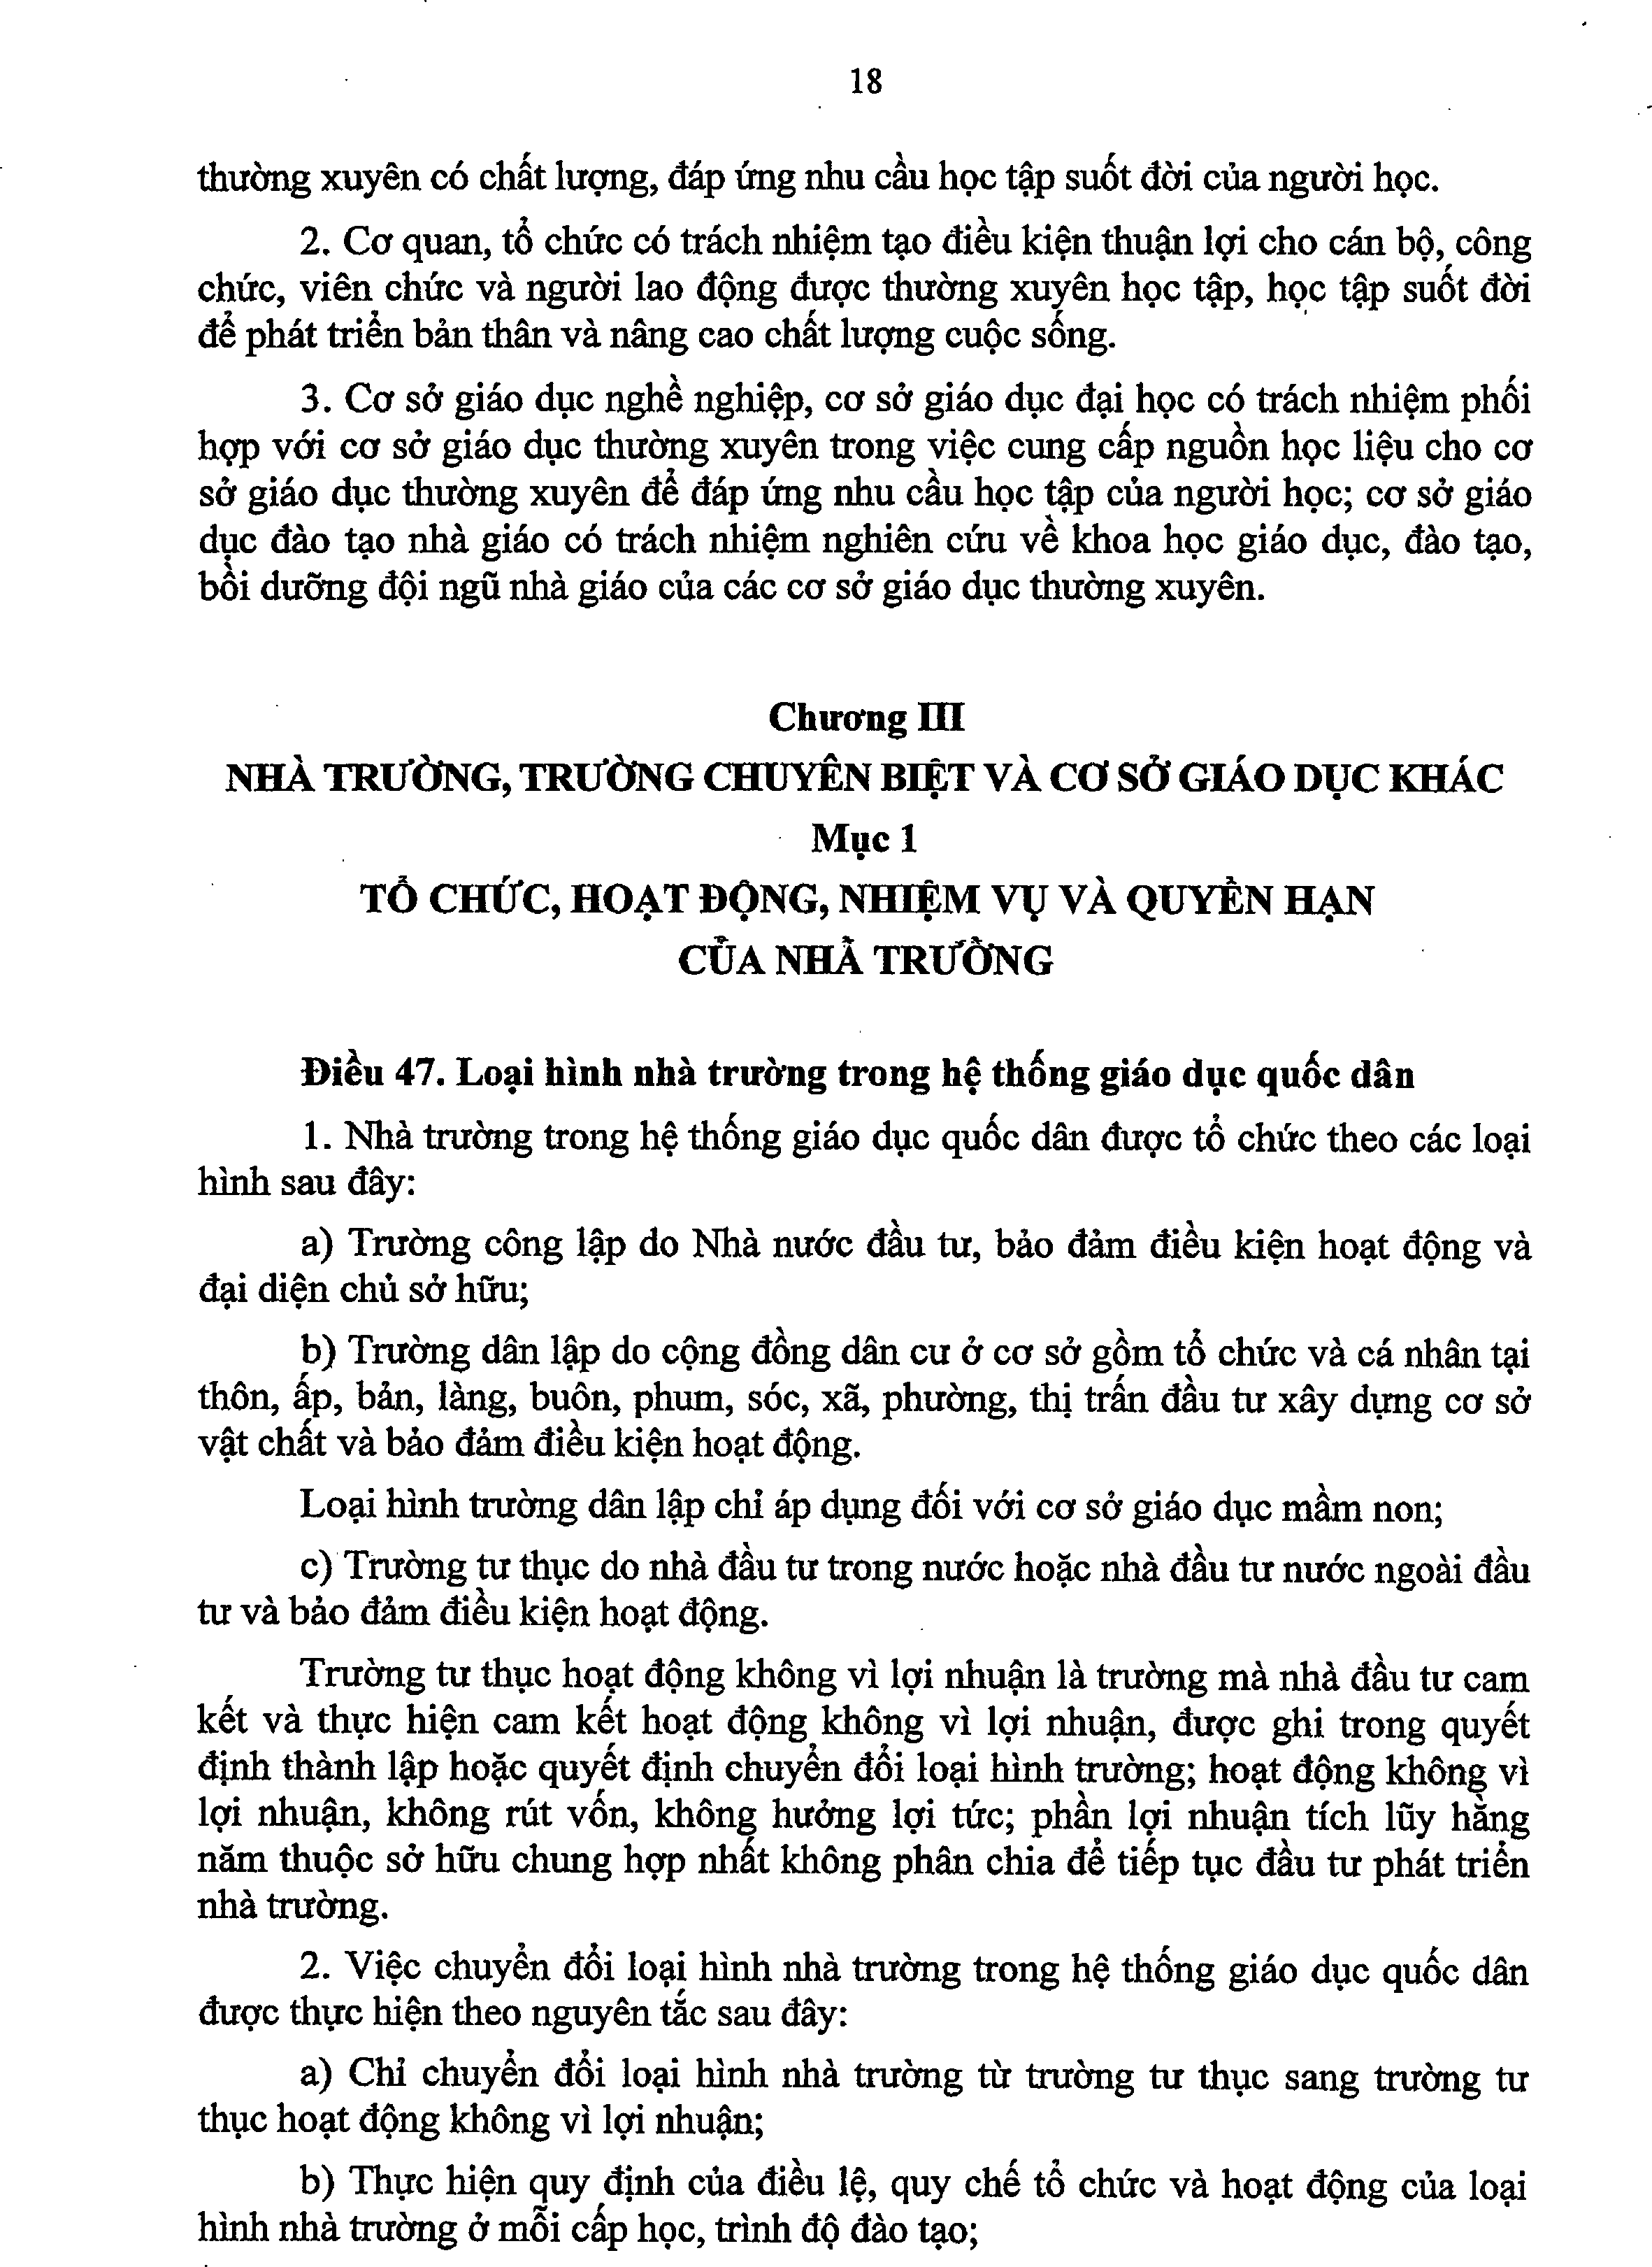 18
thường xuyên có chất lượng, đáp ứng nhu cầu học tập suốt đời của người học.
2. Cơ quan, tổ chức có trách nhiệm tạo điều kiện thuận lợi cho cán bộ, công
chức, viên chức và người lao động được thường xuyên học tập, học tập suốt đời
để phát triển bản thân và nâng cao chất lượng cuộc sống.
3. Cơ sở giáo dục nghề nghiệp, cơ sở giáo dục đại học có trách nhiệm phối
hợp với cơ sở giáo dục thường xuyên trong việc cung cấp nguồn học liệu cho cơ
sở giáo dục thường xuyên để đáp ứng nhu cầu học tập của người học; cơ sở giáo
dục đào tạo nhà giáo có trách nhiệm nghiên cứu về khoa học giáo dục, đào tạo,
bồi dưỡng đội ngũ nhà giáo của các cơ sở giáo dục thường xuyên.
Chương III
NHÀ TRƯỜNG, TRƯỜNG CHUYÊN BIỆT VÀ CƠ SỞ GIÁO DỤC KHÁC
Mục 1
TỔ CHỨC, HOẠT ĐỘNG, NHIỆM VỤ VÀ QUYỀN HẠN
CỦA NHÀ TRƯỜNG
Điều 47. Loại hình nhà trường trong hệ thống giáo dục quốc dân
1. Nhà trường trong hệ thống giáo dục quốc dân được tổ chức theo các loại
hình sau đây:
a) Trường công lập do Nhà nước đầu tư, bảo đảm điều kiện hoạt động và
đại diện chủ sở hữu;
b) Trường dân lập do cộng đồng dân cư ở cơ sở gồm tổ chức và cá nhân tại
thôn, ấp, bản, làng, buôn, phum, sóc, xã, phường, thị trấn đầu tư xây dựng cơ sở
vật chất và bảo đảm điều kiện hoạt động.
Loại hình trường dân lập chỉ áp dụng đối với cơ sở giáo dục mầm non;
c) Trường tư thục do nhà đầu tư trong nước hoặc nhà đầu tư nước ngoài đầu
tư và bảo đảm điều kiện hoạt động.
Trường tư thục hoạt động không vì lợi nhuận là trường mà nhà đầu tư cam
kết và thực hiện cam kết hoạt động không vì lợi nhuận, được ghi trong quyết
định thành lập hoặc quyết định chuyển đổi loại hình trường; hoạt động không vì
lợi nhuận, không rút vốn, không hưởng lợi tức; phần lợi nhuận tích lũy hằng
năm thuộc sở hữu chung hợp nhất không phân chia để tiếp tục đầu tư phát triển
nhà trường.
2. Việc chuyển đổi loại hình nhà trường trong hệ thống giáo dục quốc dân
được thực hiện theo nguyên tắc sau đây:
a) Chỉ chuyển đổi loại hình nhà trường từ trường tư thục sang trường tư
thục hoạt động không vì lợi nhuận;
b) Thực hiện quy định của điều lệ, quy chế tổ chức và hoạt động của loại
hình nhà trường ở mỗi cấp học, trình độ đào tạo;